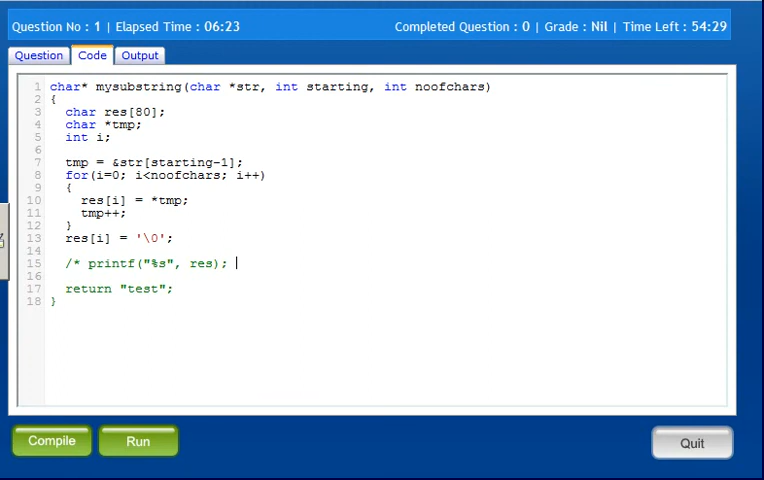 Question No : 1 | Elapsed Time : 06:23
Completed Question : 0 | Grade : Nil | Time Left : 54:29
Question Code Output
1 char* mysubstring(char *str, int starting, int noofchars)
2 {
3 char res[80];
4 char *tmp;
5 int i;
6
7 tmp = &str[starting-1];
8 for(i=0; i<noofchars; i++)
9 {
10 res[i] = *tmp;
11 tmp++;
12 }
13 res[i] = '\0';
14
15 /* printf("%s", res);
16
17 return "test";
18 }
Compile Run Quit